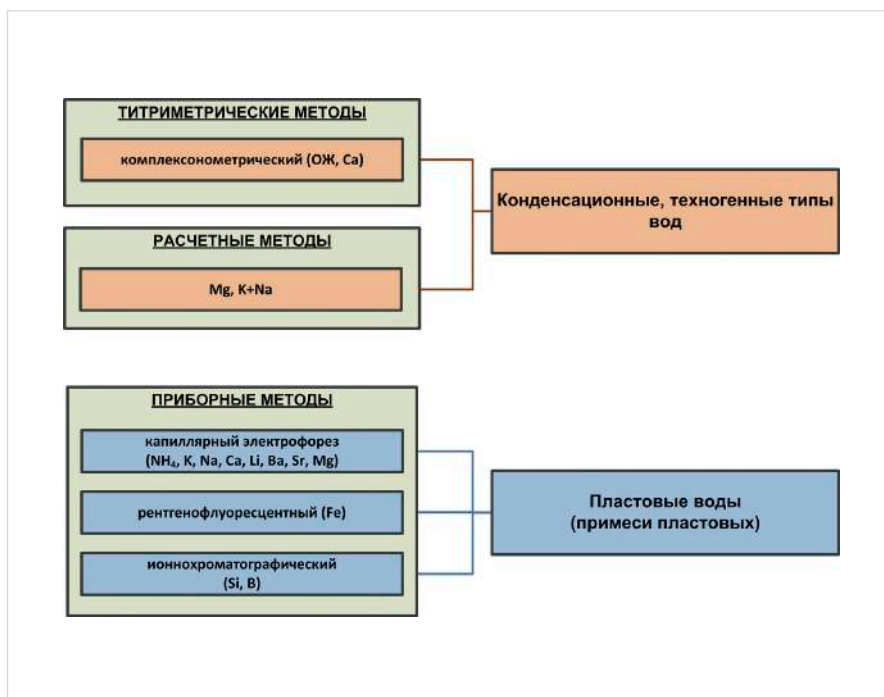 ТИТРИМЕТРИЧЕСКИЕ МЕТОДЫ
комплексонометрический (ОЖ, Ca)
РАСЧЕТНЫЕ МЕТОДЫ
Mg, K+Na
Конденсационные, техногенные типы
вод
ПРИБОРНЫЕ МЕТОДЫ
капиллярный электрофорез
(NH₄, K, Na, Ca, Li, Ba, Sr, Mg)
рентгенофлуоресцентный (Fe)
ионнохроматографический
(Si, B)
Пластовые воды
(примеси пластовых)